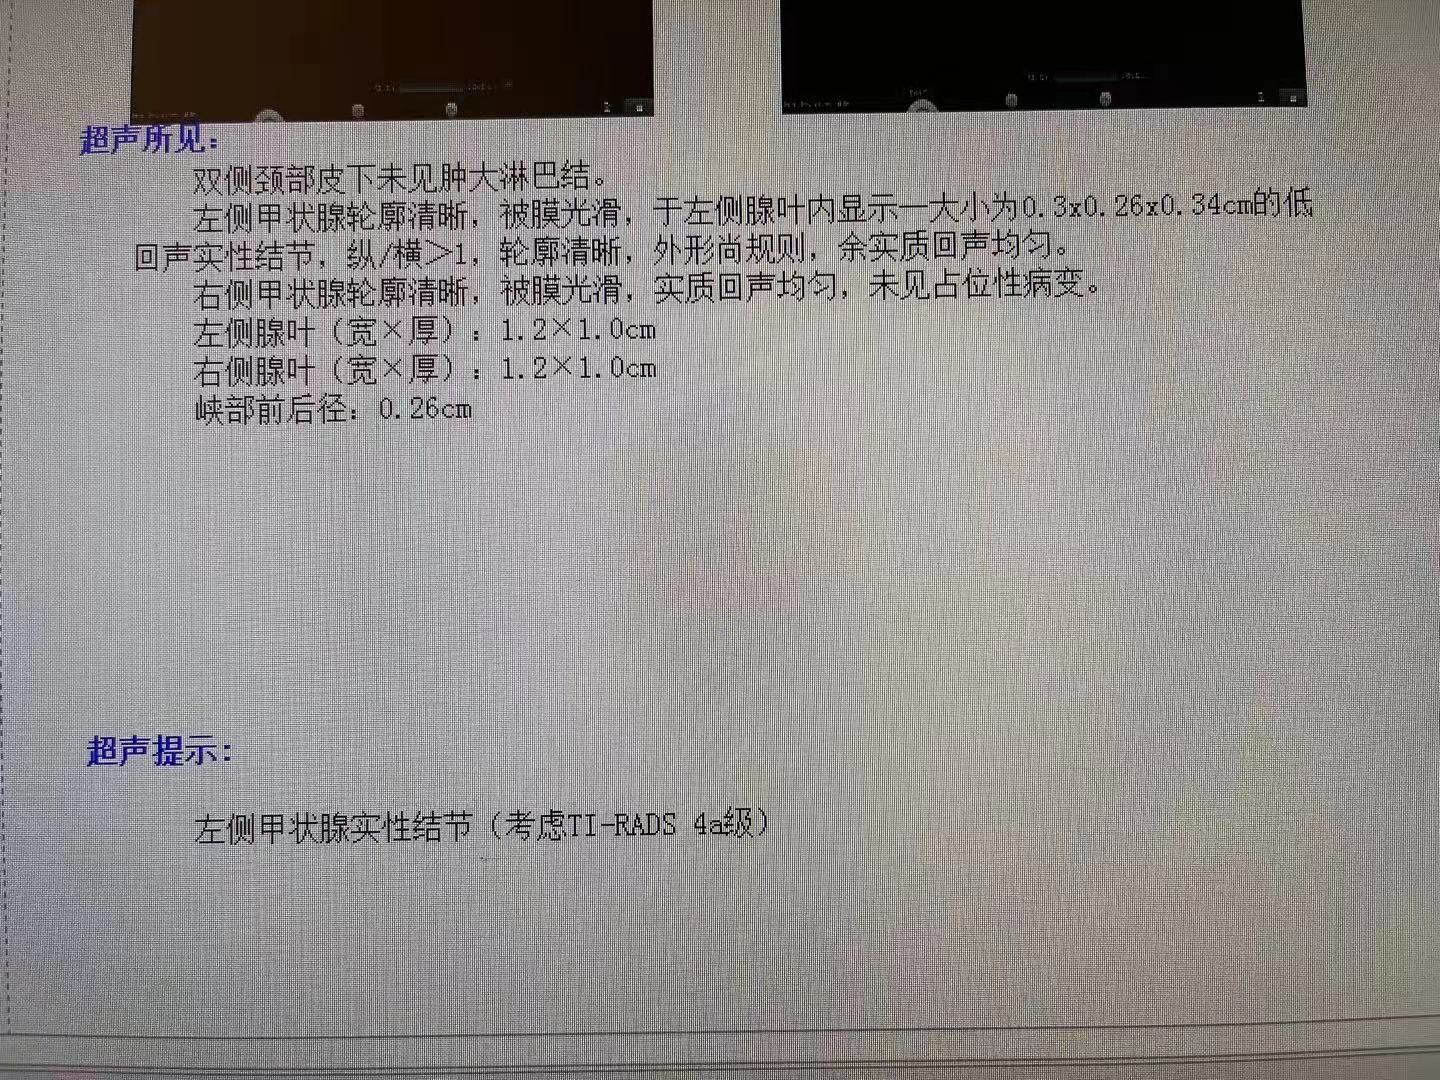 超声所见：
双侧颈部皮下未见肿大淋巴结。
左侧甲状腺轮廓清晰，被膜光滑，于左侧腺叶内显示一大小为0.3x0.26x0.34cm的低
回声实性结节，纵/横＞1，轮廓清晰，外形尚规则，余实质回声均匀。
右侧甲状腺轮廓清晰，被膜光滑，实质回声均匀，未见占位性病变。
左侧腺叶（宽×厚）：1.2×1.0cm
右侧腺叶（宽×厚）：1.2×1.0cm
峡部前后径：0.26cm
超声提示：
左侧甲状腺实性结节（考虑TI-RADS 4a级）